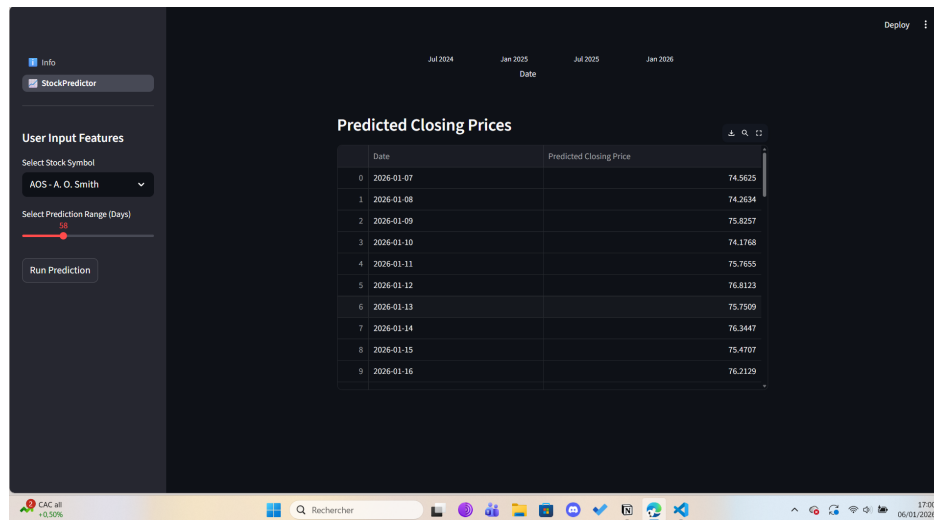 Deploy
Info
StockPredictor
User Input Features
Select Stock Symbol
AOS - A. O. Smith
Select Prediction Range (Days)
58
Run Prediction
Jul 2024 Jan 2025 Jul 2025 Jan 2026
Date
Predicted Closing Prices
Date Predicted Closing Price
0 2026-01-07 74.5625
1 2026-01-08 74.2634
2 2026-01-09 75.8257
3 2026-01-10 74.1768
4 2026-01-11 75.7655
5 2026-01-12 76.8123
6 2026-01-13 75.7509
7 2026-01-14 76.3447
8 2026-01-15 75.4707
9 2026-01-16 76.2129
2 CAC all
+0,50%
Rechercher
17:00
06/01/2026